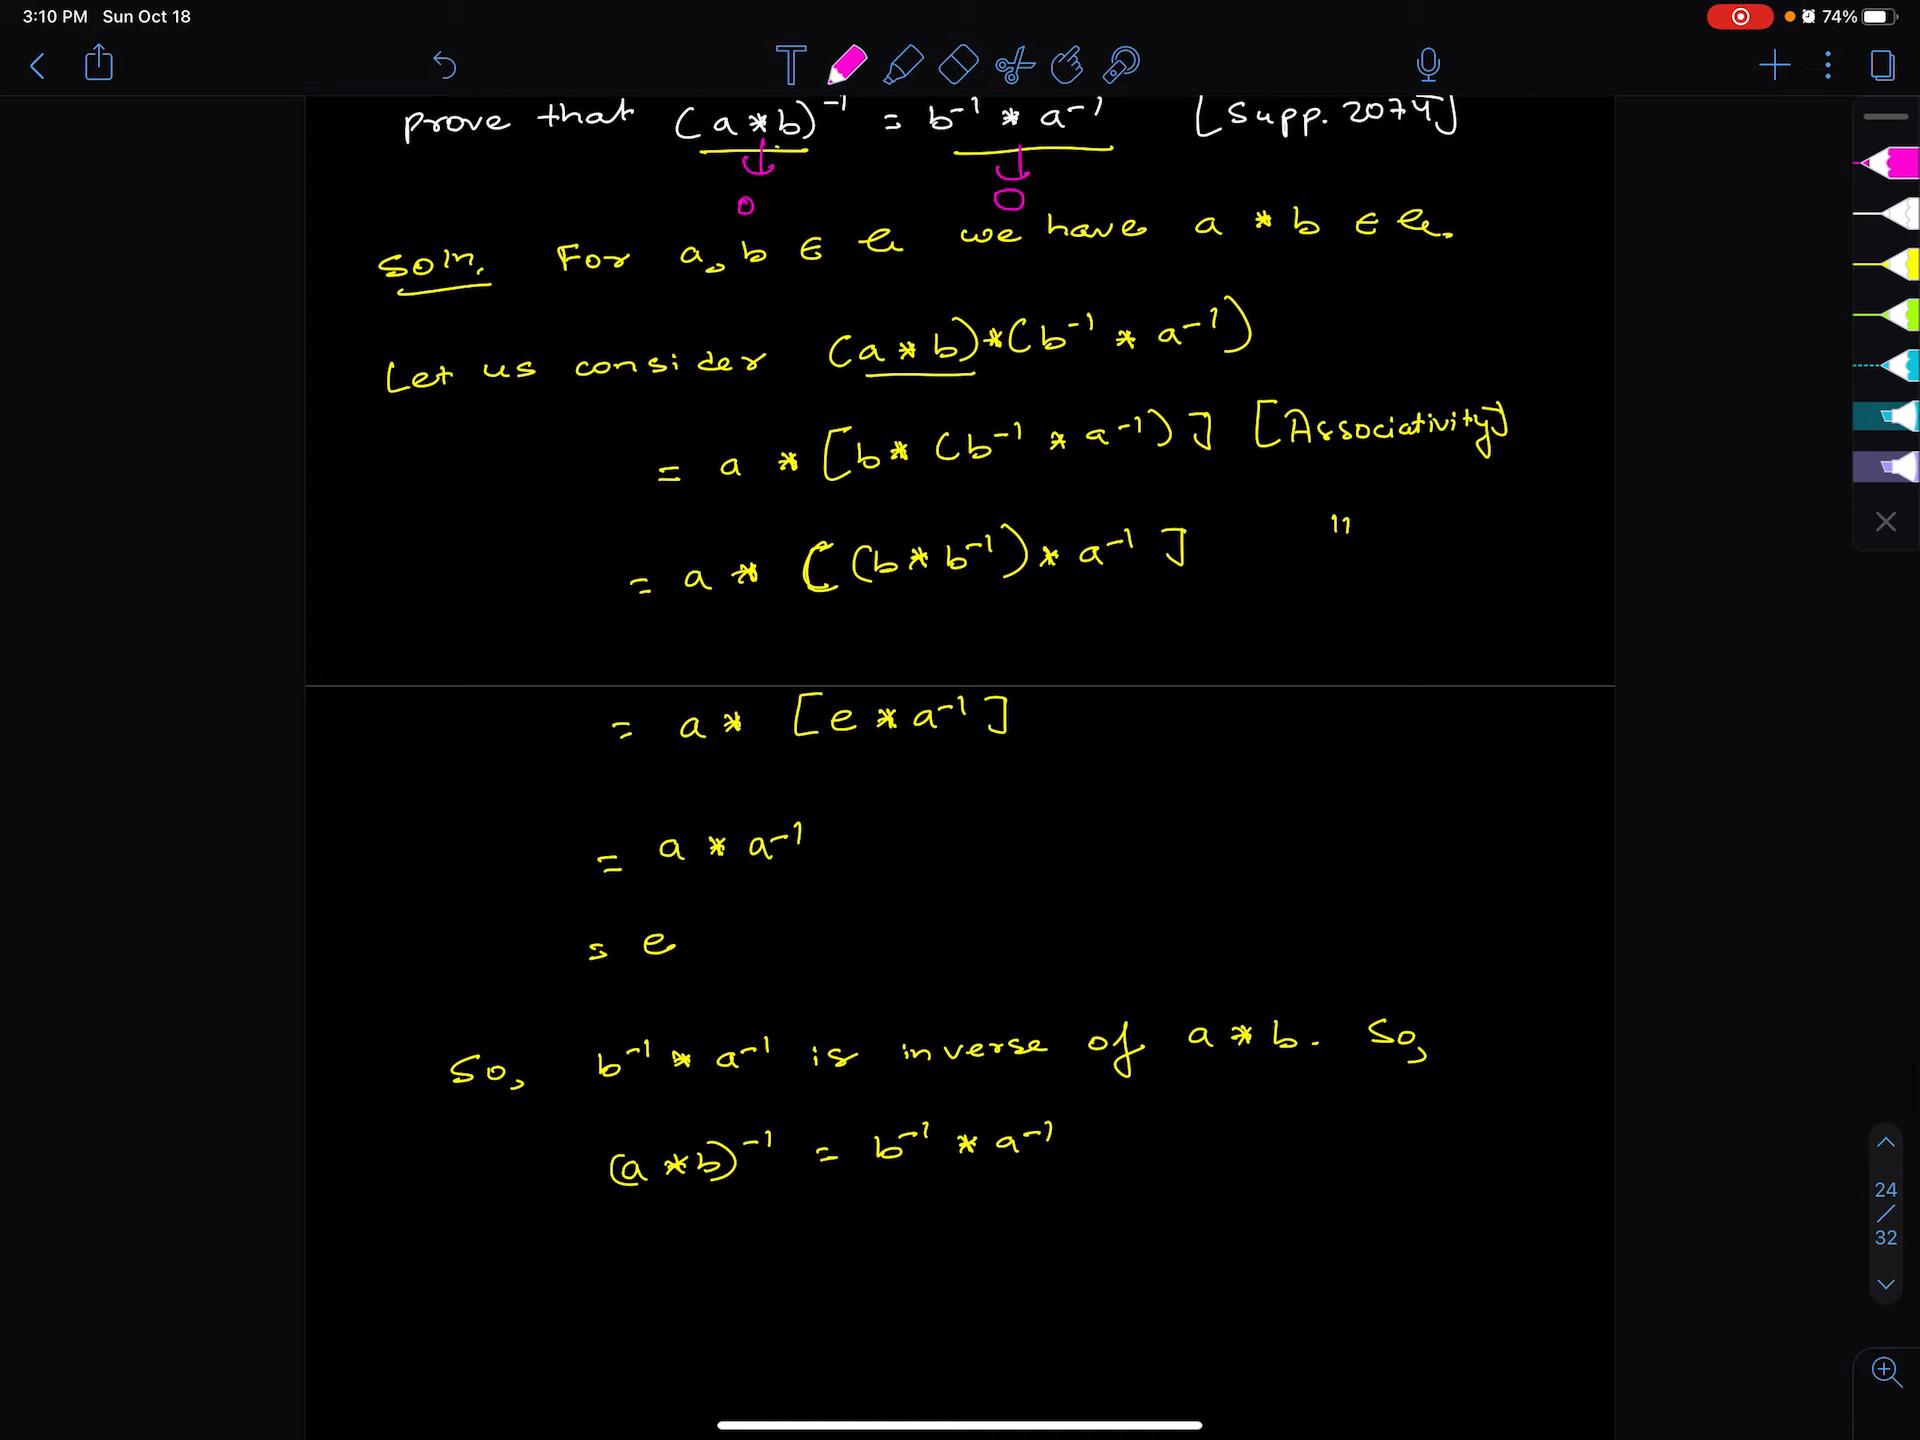 3:10 PM Sun Oct 18
74%
prove that (a * b)⁻¹ = b⁻¹ * a⁻¹ [Supp. 2074]
Soln. For a, b ∈ G we have a * b ∈ G.
Let us consider (a * b) * (b⁻¹ * a⁻¹)
= a * [b * (b⁻¹ * a⁻¹)] [Associativity]
= a * [(b * b⁻¹) * a⁻¹] "
= a * [e * a⁻¹]
= a * a⁻¹
= e
So, b⁻¹ * a⁻¹ is inverse of a * b. So,
(a * b)⁻¹ = b⁻¹ * a⁻¹
24
/
32